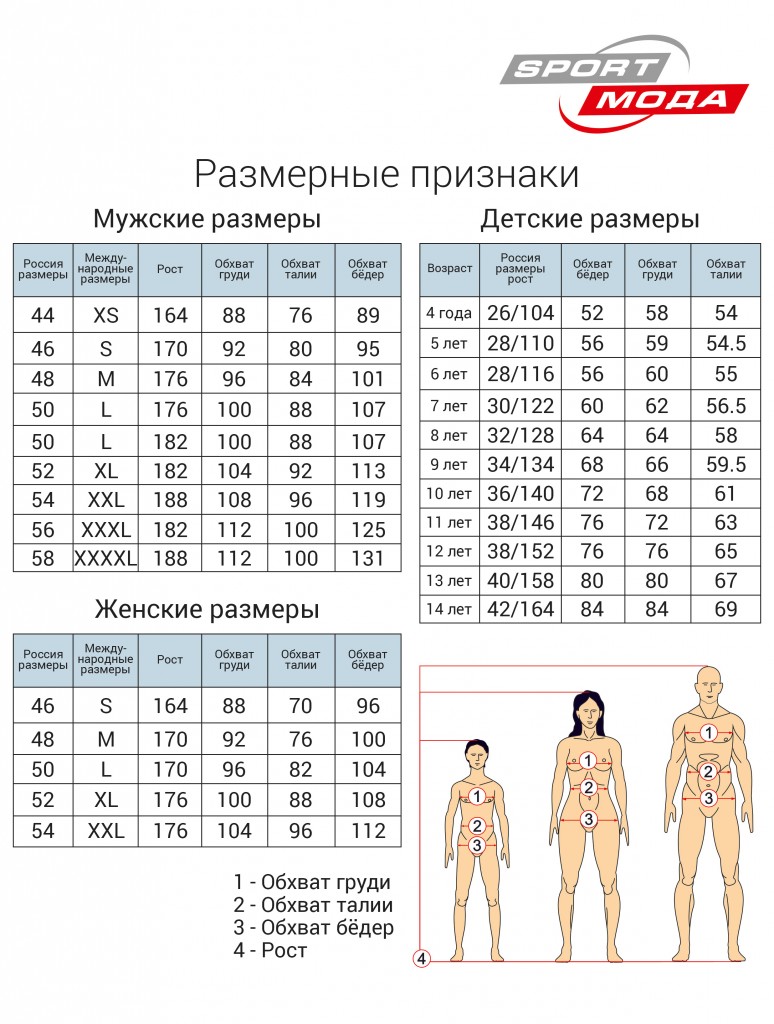 SPORT
МОДА
Размерные признаки
Мужские размеры
Россия размеры Между-народные размеры Рост Обхват груди Обхват талии Обхват бёдер
44 XS 164 88 76 89
46 S 170 92 80 95
48 M 176 96 84 101
50 L 176 100 88 107
50 L 182 100 88 107
52 XL 182 104 92 113
54 XXL 188 108 96 119
56 XXXL 182 112 100 125
58 XXXXL 188 112 100 131
Женские размеры
Россия размеры Между-народные размеры Рост Обхват груди Обхват талии Обхват бёдер
46 S 164 88 70 96
48 M 170 92 76 100
50 L 170 96 82 104
52 XL 176 100 88 108
54 XXL 176 104 96 112
1 - Обхват груди
2 - Обхват талии
3 - Обхват бёдер
4 - Рост
Детские размеры
Возраст Россия размеры рост Обхват бёдер Обхват груди Обхват талии
4 года 26/104 52 58 54
5 лет 28/110 56 59 54.5
6 лет 28/116 56 60 55
7 лет 30/122 60 62 56.5
8 лет 32/128 64 64 58
9 лет 34/134 68 66 59.5
10 лет 36/140 72 68 61
11 лет 38/146 76 72 63
12 лет 38/152 76 76 65
13 лет 40/158 80 80 67
14 лет 42/164 84 84 69
1
2
3
1
2
3
1
2
3
4